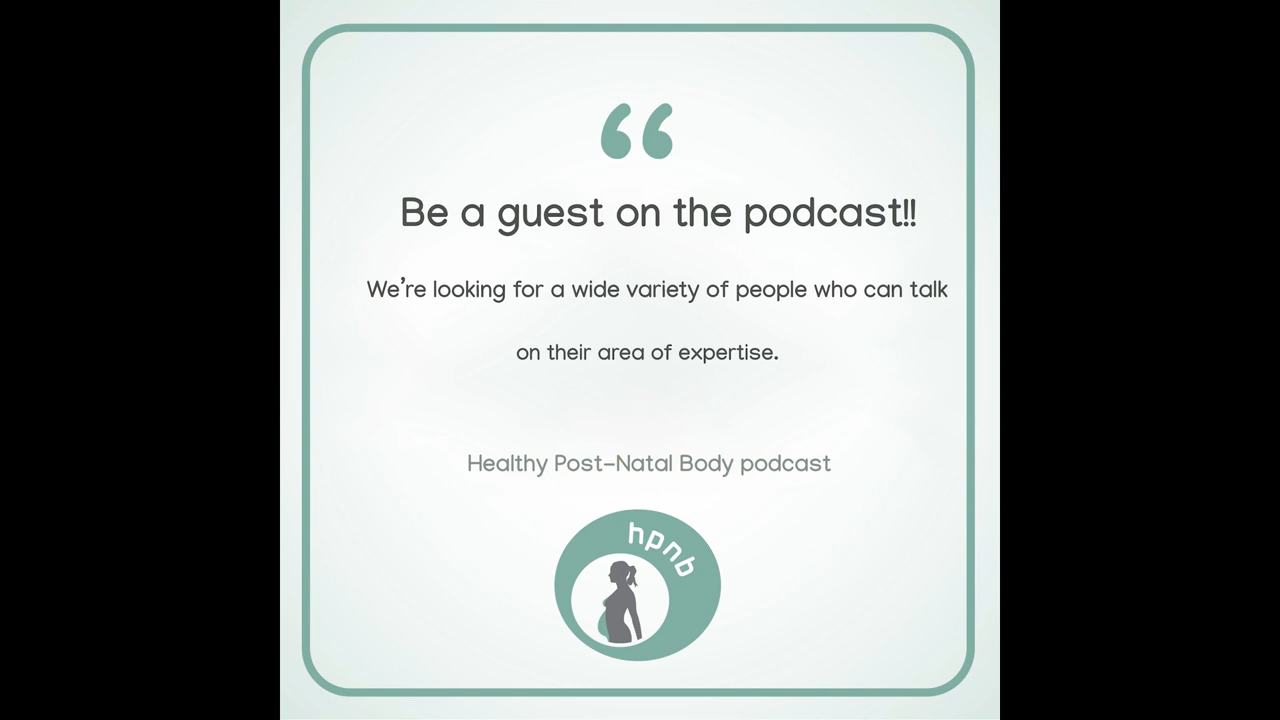 “
Be a guest on the podcast!!
We’re looking for a wide variety of people who can talk
on their area of expertise.
Healthy Post-Natal Body podcast
hpnb